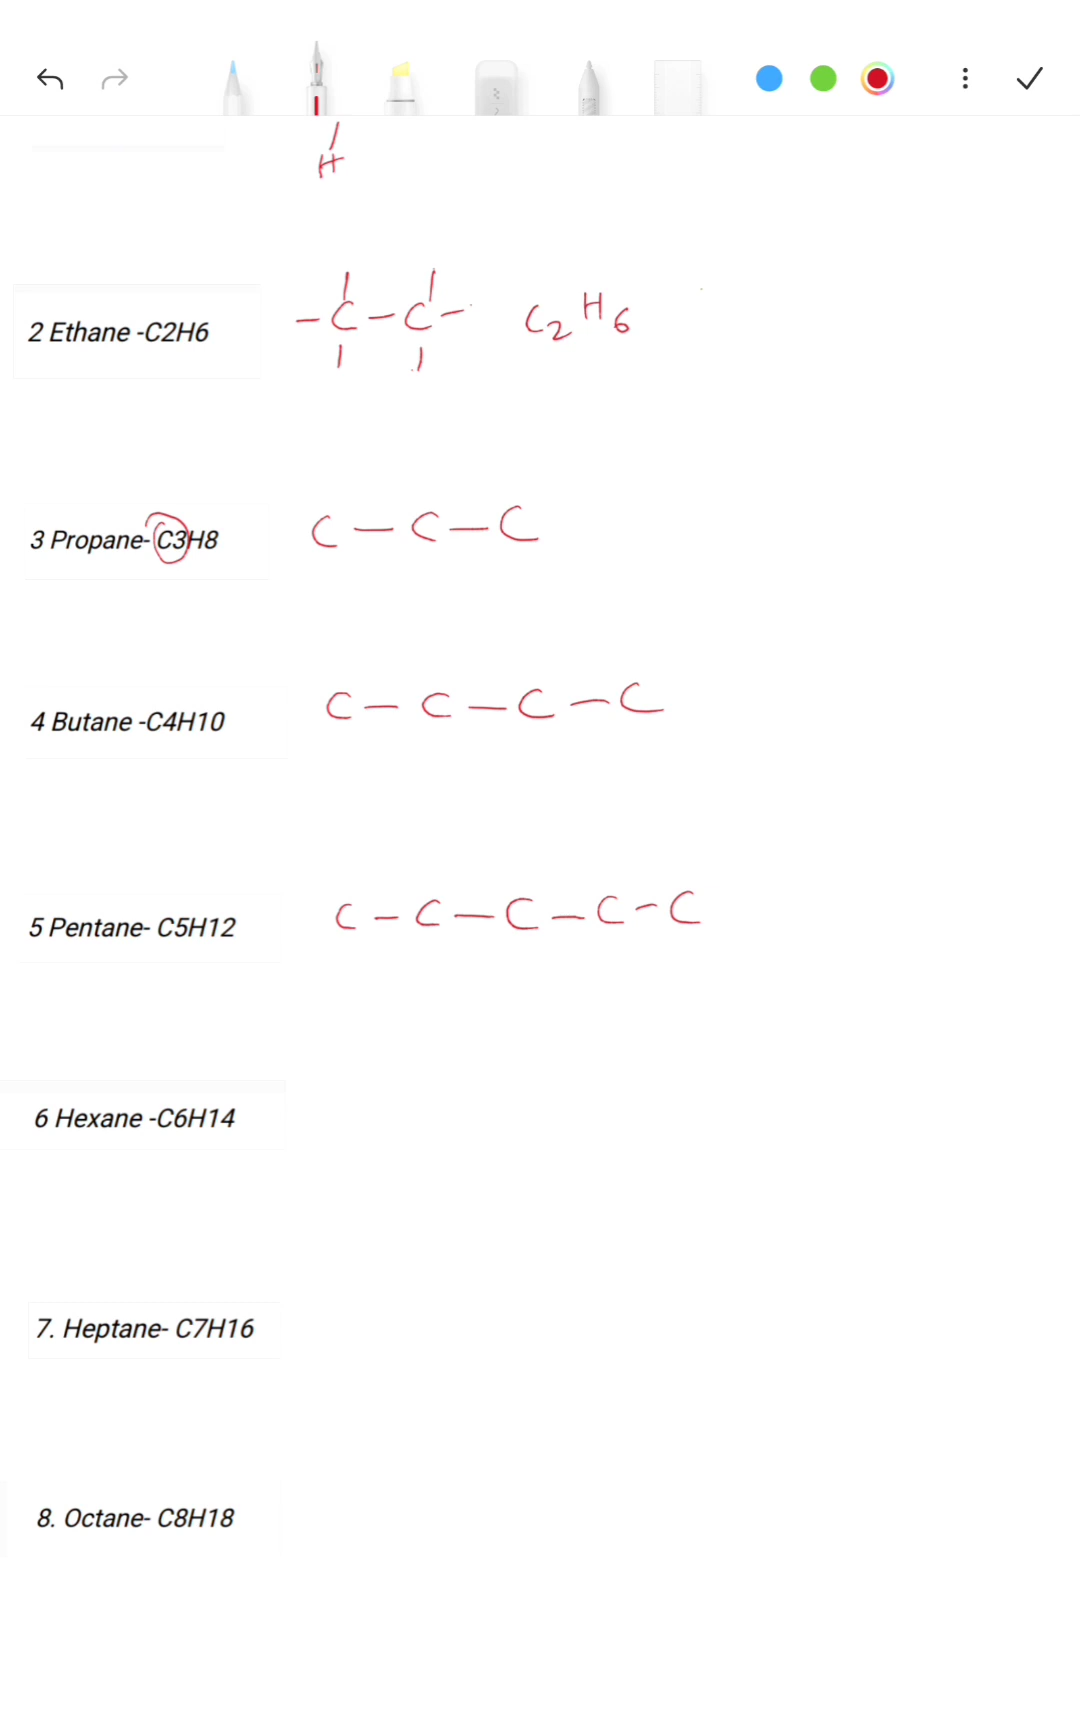 H
2 Ethane -C2H6 -C-C- C2H6
3 Propane- C3H8 C-C-C
4 Butane -C4H10 C-C-C-C
5 Pentane- C5H12 C-C-C-C-C
6 Hexane -C6H14
7. Heptane- C7H16
8. Octane- C8H18